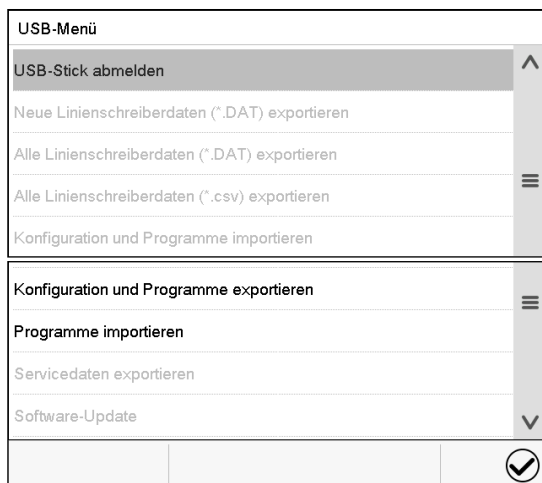 USB-Menü
USB-Stick abmelden
Neue Linienschreiberdaten (*.DAT) exportieren
Alle Linienschreiberdaten (*.DAT) exportieren
Alle Linienschreiberdaten (*.csv) exportieren
Konfiguration und Programme importieren
Konfiguration und Programme exportieren
Programme importieren
Servicedaten exportieren
Software-Update